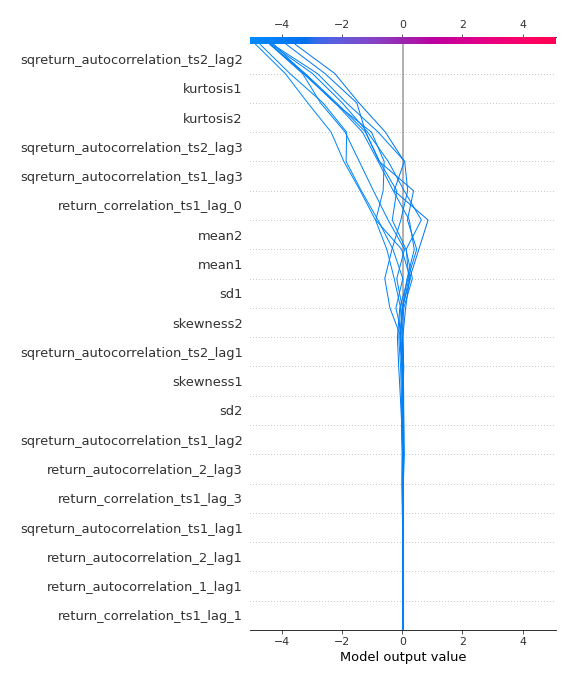 −4 −2 0 2 4
sqreturn_autocorrelation_ts2_lag2
kurtosis1
kurtosis2
sqreturn_autocorrelation_ts2_lag3
sqreturn_autocorrelation_ts1_lag3
return_correlation_ts1_lag_0
mean2
mean1
sd1
skewness2
sqreturn_autocorrelation_ts2_lag1
skewness1
sd2
sqreturn_autocorrelation_ts1_lag2
return_autocorrelation_2_lag3
return_correlation_ts1_lag_3
sqreturn_autocorrelation_ts1_lag1
return_autocorrelation_2_lag1
return_autocorrelation_1_lag1
return_correlation_ts1_lag_1
−4 −2 0 2 4
Model output value